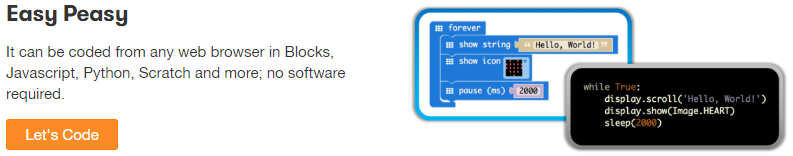 Easy Peasy
It can be coded from any web browser in Blocks,
Javascript, Python, Scratch and more; no software
required.
Let's Code
forever
show string "Hello, World!"
show icon
pause (ms) 2000
while True:
display.scroll('Hello, World!')
display.show(Image.HEART)
sleep(2000)